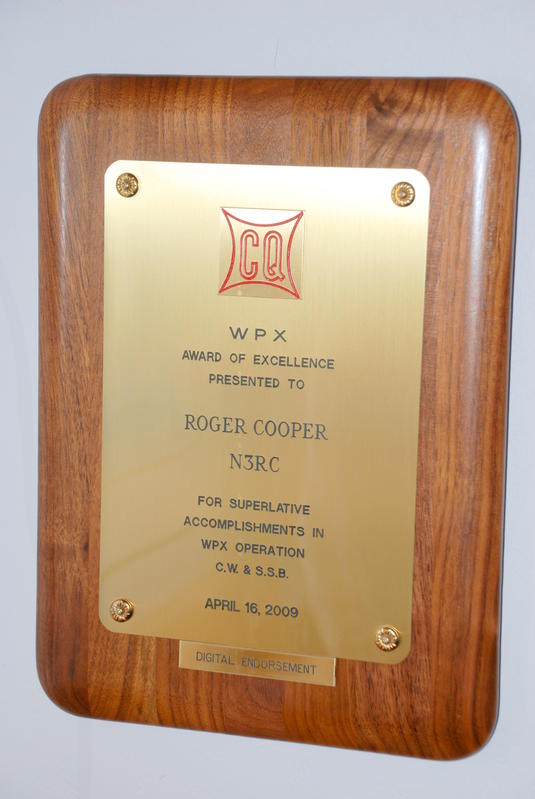 CQ
WPX
AWARD OF EXCELLENCE
PRESENTED TO
ROGER COOPER
N3RC
FOR SUPERLATIVE
ACCOMPLISHMENTS IN
WPX OPERATION
C.W. & S.S.B.
APRIL 16, 2009
DIGITAL ENDORSEMENT